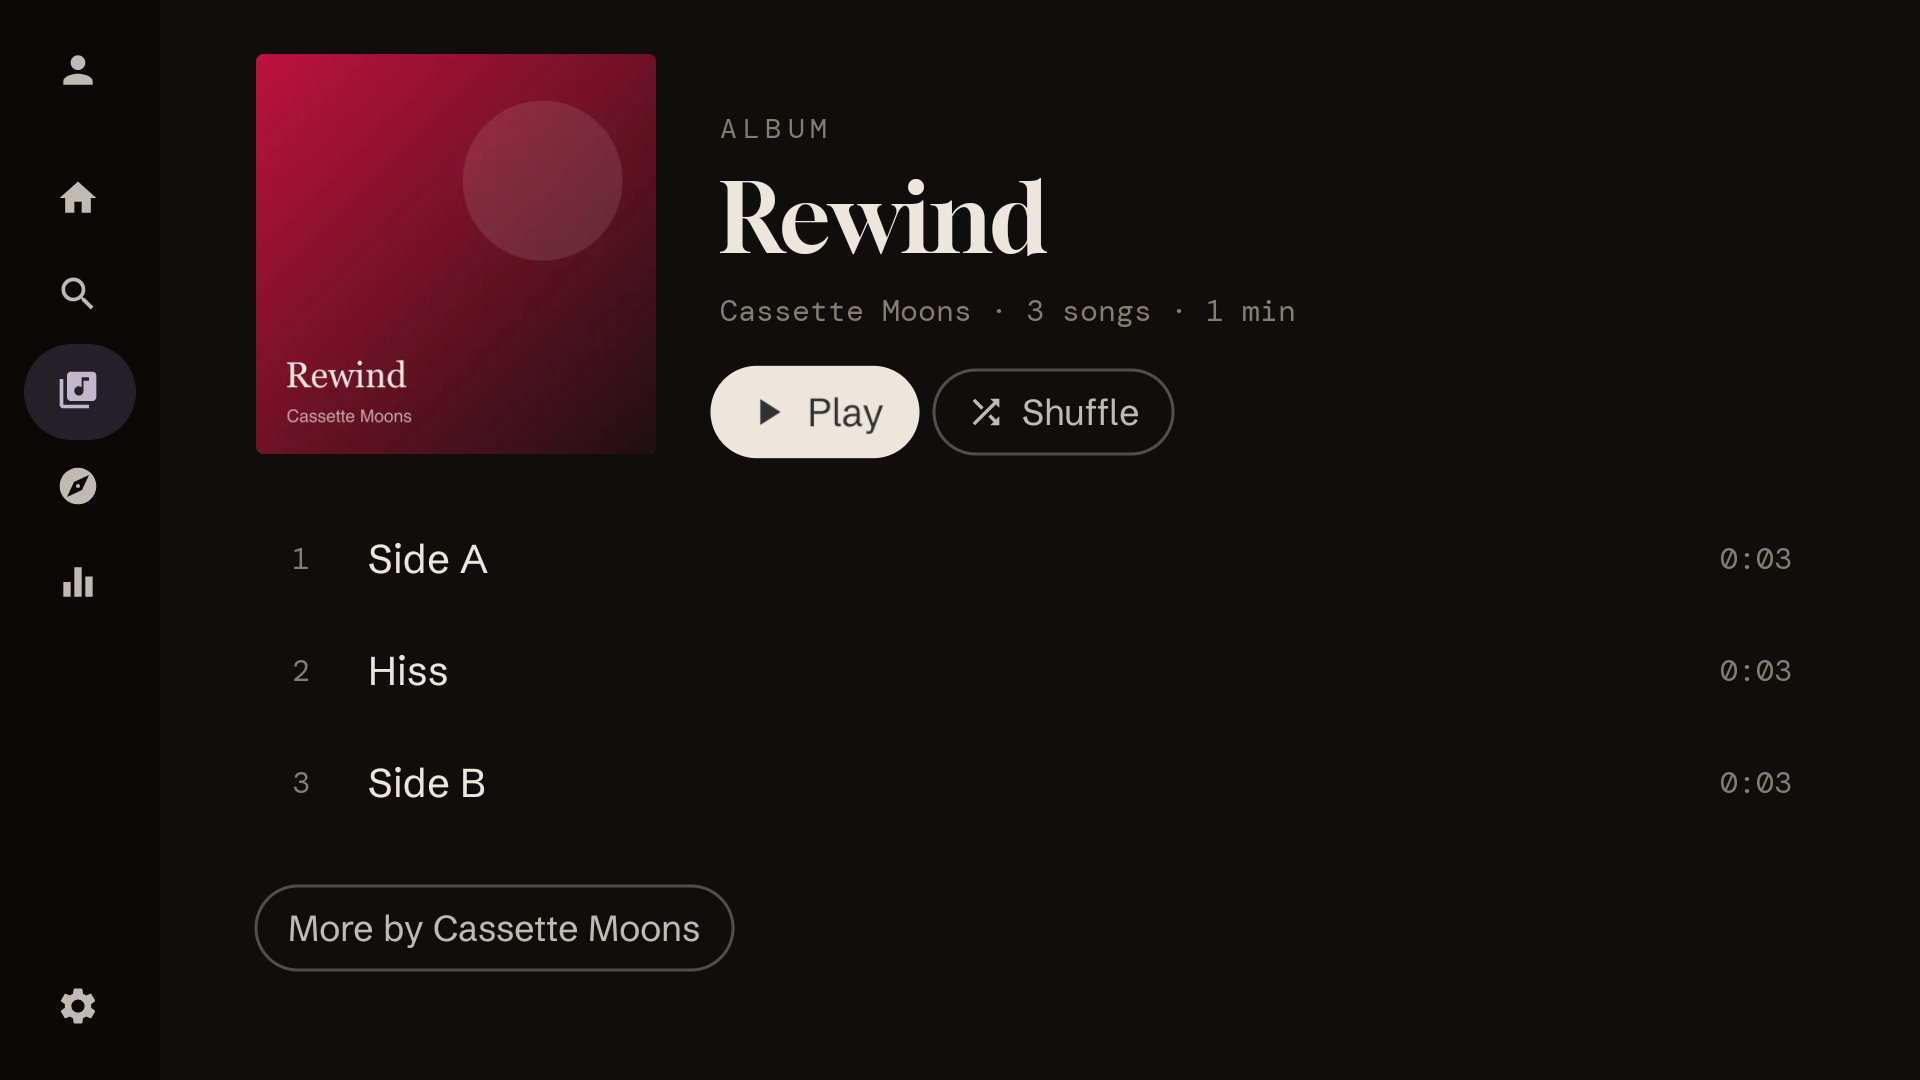 Rewind
Cassette Moons
ALBUM
Rewind
Cassette Moons · 3 songs · 1 min
Play
Shuffle
1 Side A 0:03
2 Hiss 0:03
3 Side B 0:03
More by Cassette Moons